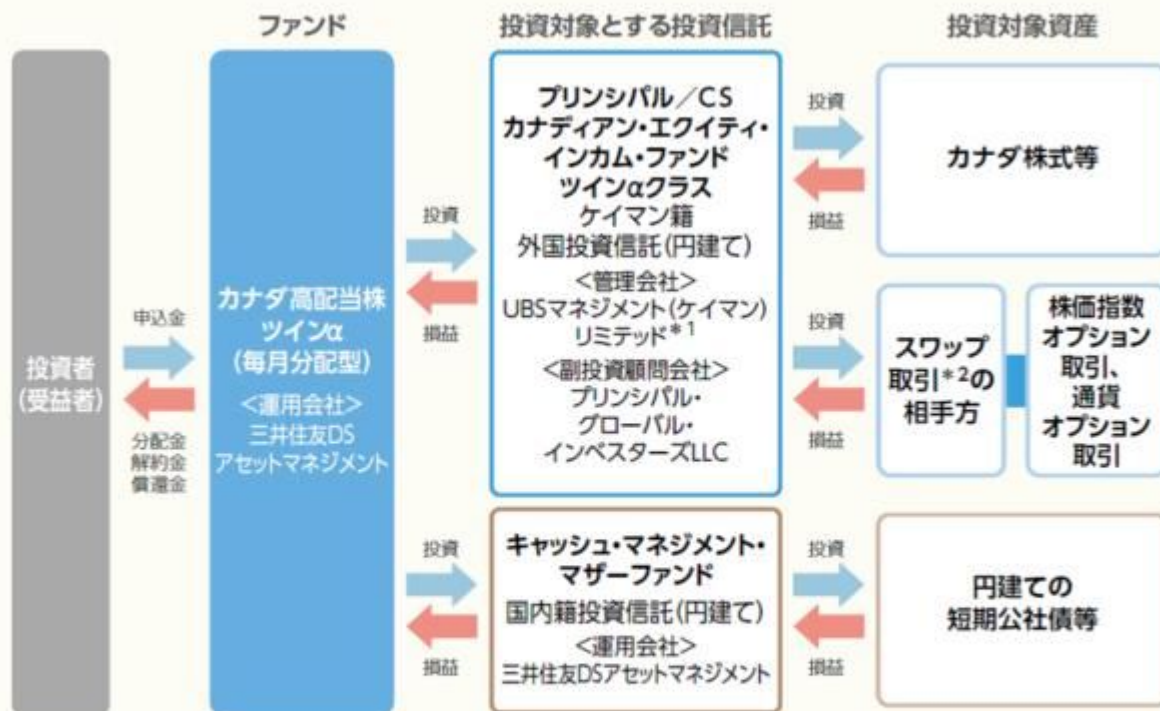 ファンド
投資対象とする投資信託
投資対象資産
投資者
(受益者)
申込金
分配金
解約金
償還金
カナダ高配当株
ツインα
(毎月分配型)
<運用会社>
三井住友DS
アセットマネジメント
投資
損益
プリンシパル/CS
カナディアン・エクイティ・
インカム・ファンド
ツインαクラス
ケイマン籍
外国投資信託(円建て)
<管理会社>
UBSマネジメント(ケイマン)
リミテッド*1
<副投資顧問会社>
プリンシパル・
グローバル・
インベスターズLLC
投資
損益
カナダ株式等
投資
損益
スワップ
取引*2の
相手方
株価指数
オプション
取引、
通貨
オプション
取引
投資
損益
キャッシュ・マネジメント・
マザーファンド
国内籍投資信託(円建て)
<運用会社>
三井住友DSアセットマネジメント
投資
損益
円建ての
短期公社債等